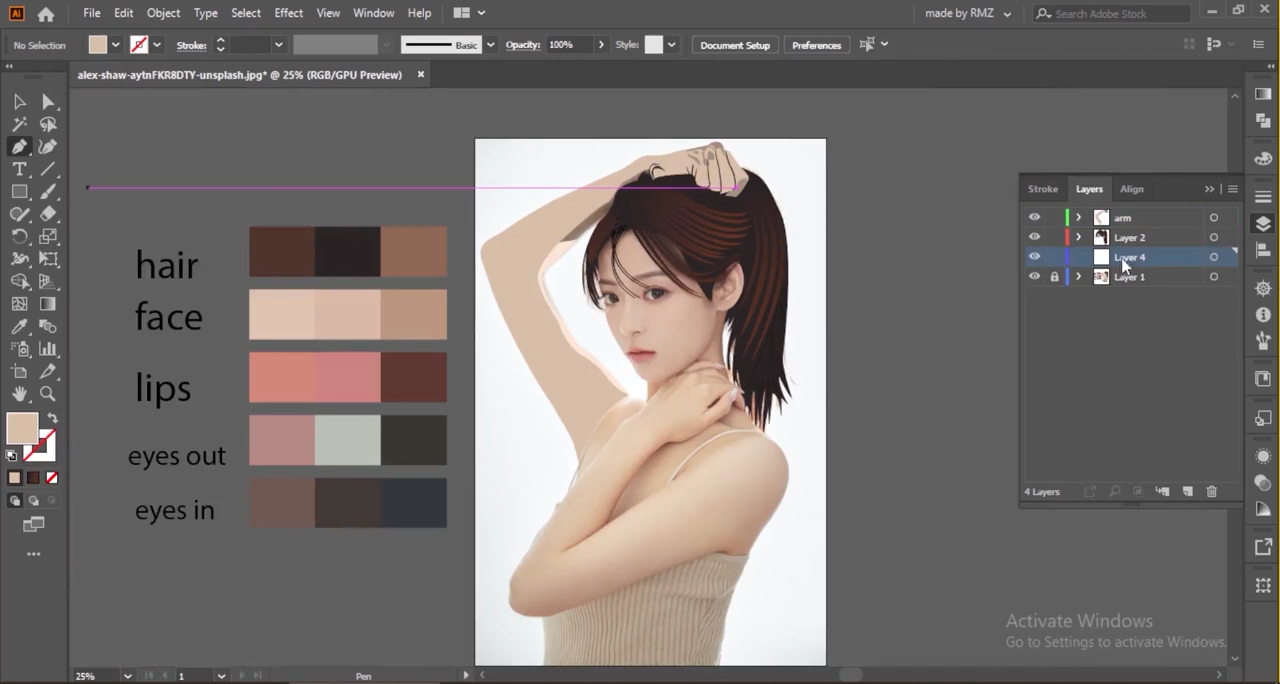 Ai File Edit Object Type Select Effect View Window Help made by RMZ Search Adobe Stock
No Selection Stroke: Basic Opacity: 100% Style: Document Setup Preferences
alex-shaw-aytnFKR8DTY-unsplash.jpg* @ 25% (RGB/GPU Preview)
Stroke Layers Align
arm
Layer 2
Layer 4
Layer 1
4 Layers
hair
face
lips
eyes out
eyes in
Activate Windows
Go to Settings to activate Windows.
25% 1 Pen